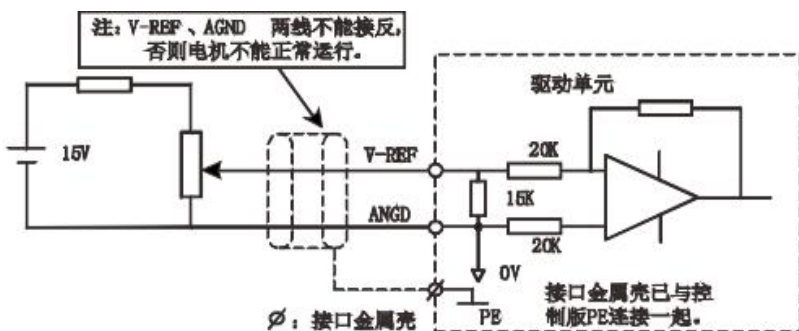 注：V-REF 、AGND 两线不能接反，
否则电机不能正常运行。
驱动单元
15V
V-REF
20K
15K
ANGD
20K
0V
PE
接口金属壳已与控
制版PE连接一起。
Ø：接口金属壳